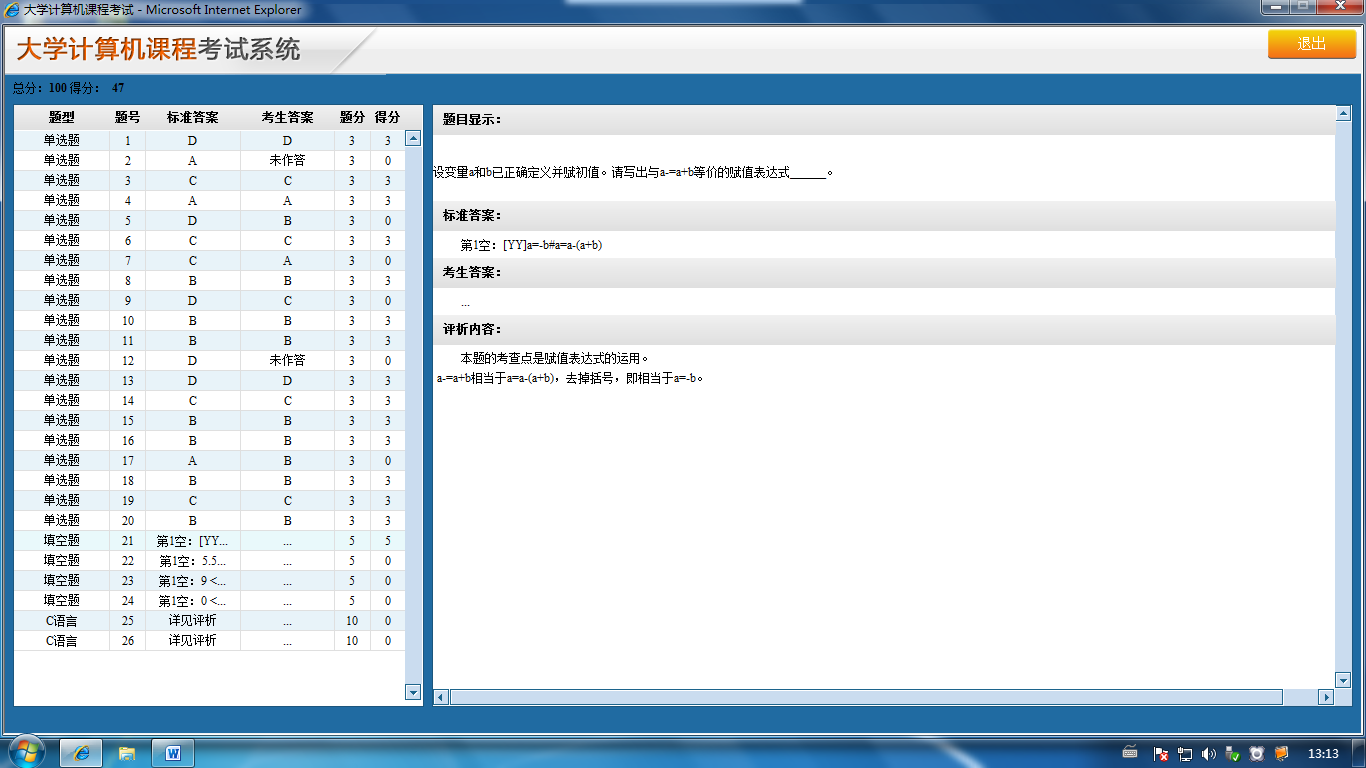 大学计算机课程考试 - Microsoft Internet Explorer
大学计算机课程考试系统
退出
总分：100 得分： 47
题型 题号 标准答案 考生答案 题分 得分
单选题 1 D D 3 3
单选题 2 A 未作答 3 0
单选题 3 C C 3 3
单选题 4 A A 3 3
单选题 5 D B 3 0
单选题 6 C C 3 3
单选题 7 C A 3 0
单选题 8 B B 3 3
单选题 9 D C 3 0
单选题 10 B B 3 3
单选题 11 B B 3 3
单选题 12 D 未作答 3 0
单选题 13 D D 3 3
单选题 14 C C 3 3
单选题 15 B B 3 3
单选题 16 B B 3 3
单选题 17 A B 3 0
单选题 18 B B 3 3
单选题 19 C C 3 3
单选题 20 B B 3 3
填空题 21 第1空：[YY... ... 5 5
填空题 22 第1空：5.5... ... 5 0
填空题 23 第1空：9 <... ... 5 0
填空题 24 第1空：0 <... ... 5 0
C语言 25 详见评析 ... 10 0
C语言 26 详见评析 ... 10 0
题目显示：
设变量a和b已正确定义并赋初值。请写出与a-=a+b等价的赋值表达式______。
标准答案：
第1空：[YY]a=-b#a=a-(a+b)
考生答案：
...
评析内容：
本题的考查点是赋值表达式的运用。
a-=a+b相当于a=a-(a+b)，去掉括号，即相当于a=-b。
13:13